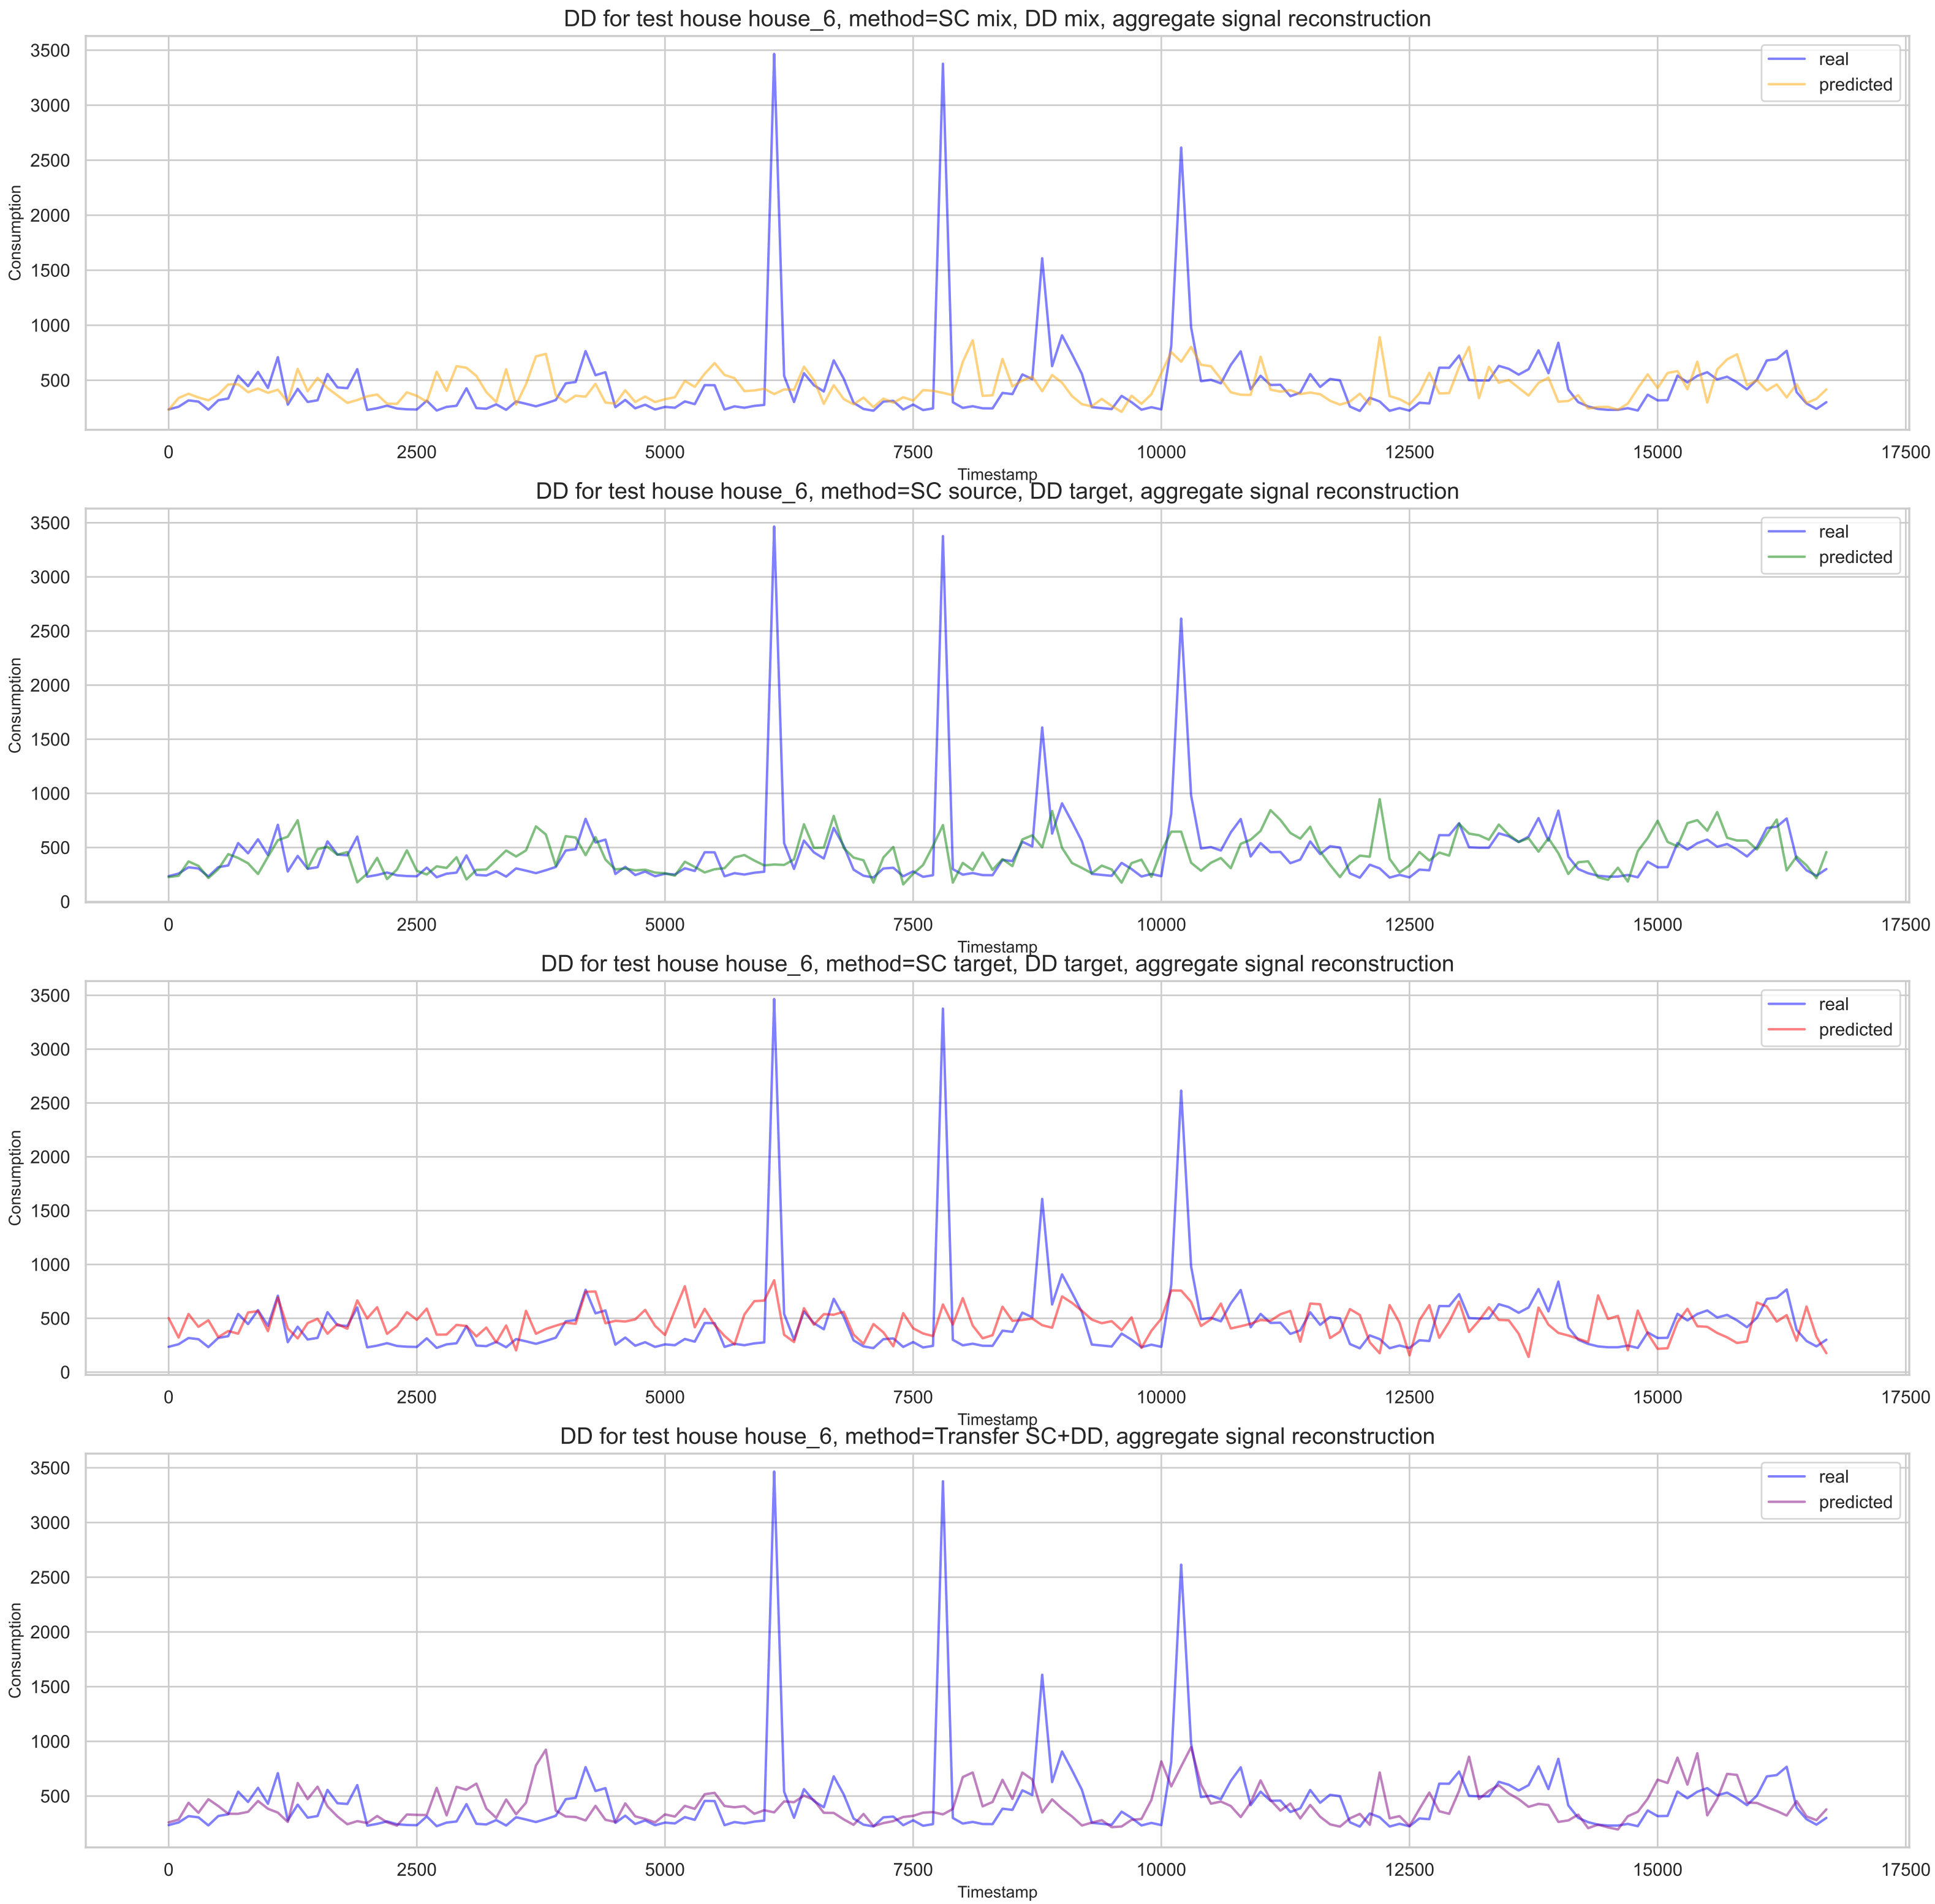 DD for test house house_6, method=SC mix, DD mix, aggregate signal reconstruction
3500
3000
2500
2000
1500
1000
500
Consumption
real
predicted
0 2500 5000 7500 10000 12500 15000 17500
Timestamp
DD for test house house_6, method=SC source, DD target, aggregate signal reconstruction
3500
3000
2500
2000
1500
1000
500
0
Consumption
real
predicted
0 2500 5000 7500 10000 12500 15000 17500
Timestamp
DD for test house house_6, method=SC target, DD target, aggregate signal reconstruction
3500
3000
2500
2000
1500
1000
500
0
Consumption
real
predicted
0 2500 5000 7500 10000 12500 15000 17500
Timestamp
DD for test house house_6, method=Transfer SC+DD, aggregate signal reconstruction
3500
3000
2500
2000
1500
1000
500
Consumption
real
predicted
0 2500 5000 7500 10000 12500 15000 17500
Timestamp